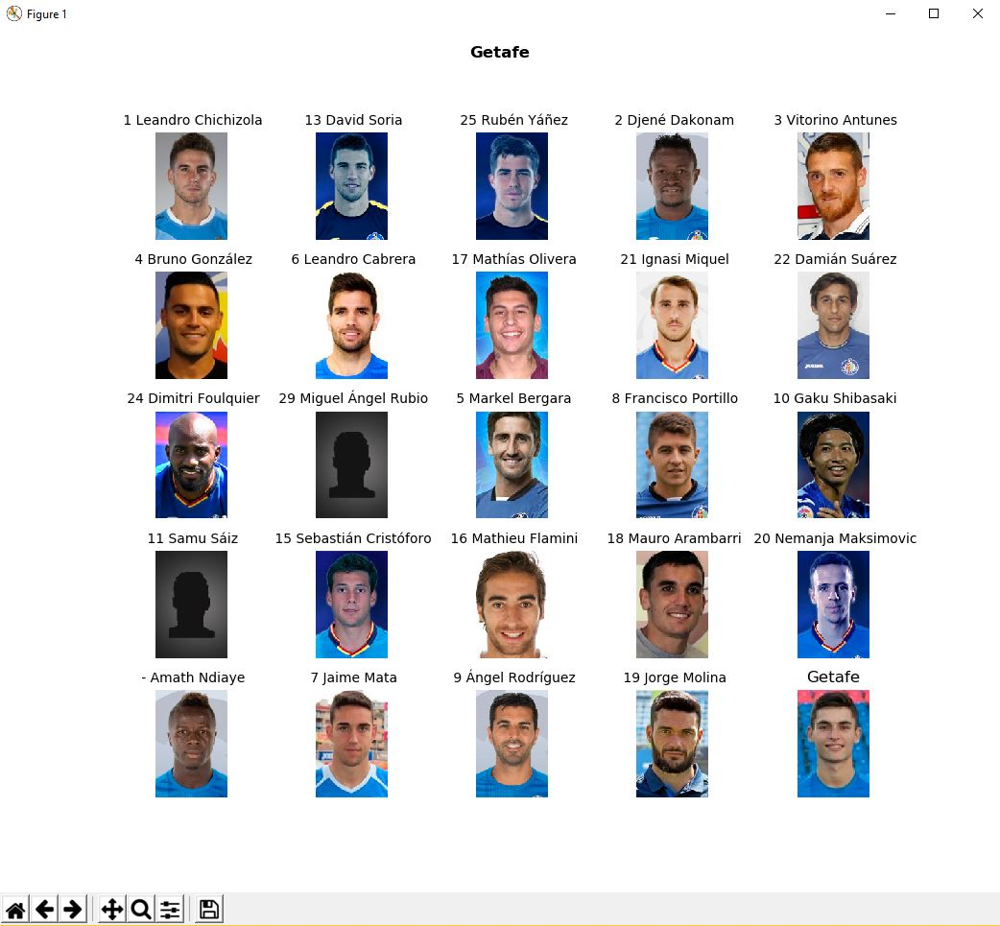 Figure 1
Getafe
1 Leandro Chichizola 13 David Soria 25 Rubén Yáñez 2 Djené Dakonam 3 Vitorino Antunes
4 Bruno González 6 Leandro Cabrera 17 Mathías Olivera 21 Ignasi Miquel 22 Damián Suárez
24 Dimitri Foulquier 29 Miguel Ángel Rubio 5 Markel Bergara 8 Francisco Portillo 10 Gaku Shibasaki
11 Samu Sáiz 15 Sebastián Cristóforo 16 Mathieu Flamini 18 Mauro Arambarri 20 Nemanja Maksimovic
- Amath Ndiaye 7 Jaime Mata 9 Ángel Rodríguez 19 Jorge Molina Getafe